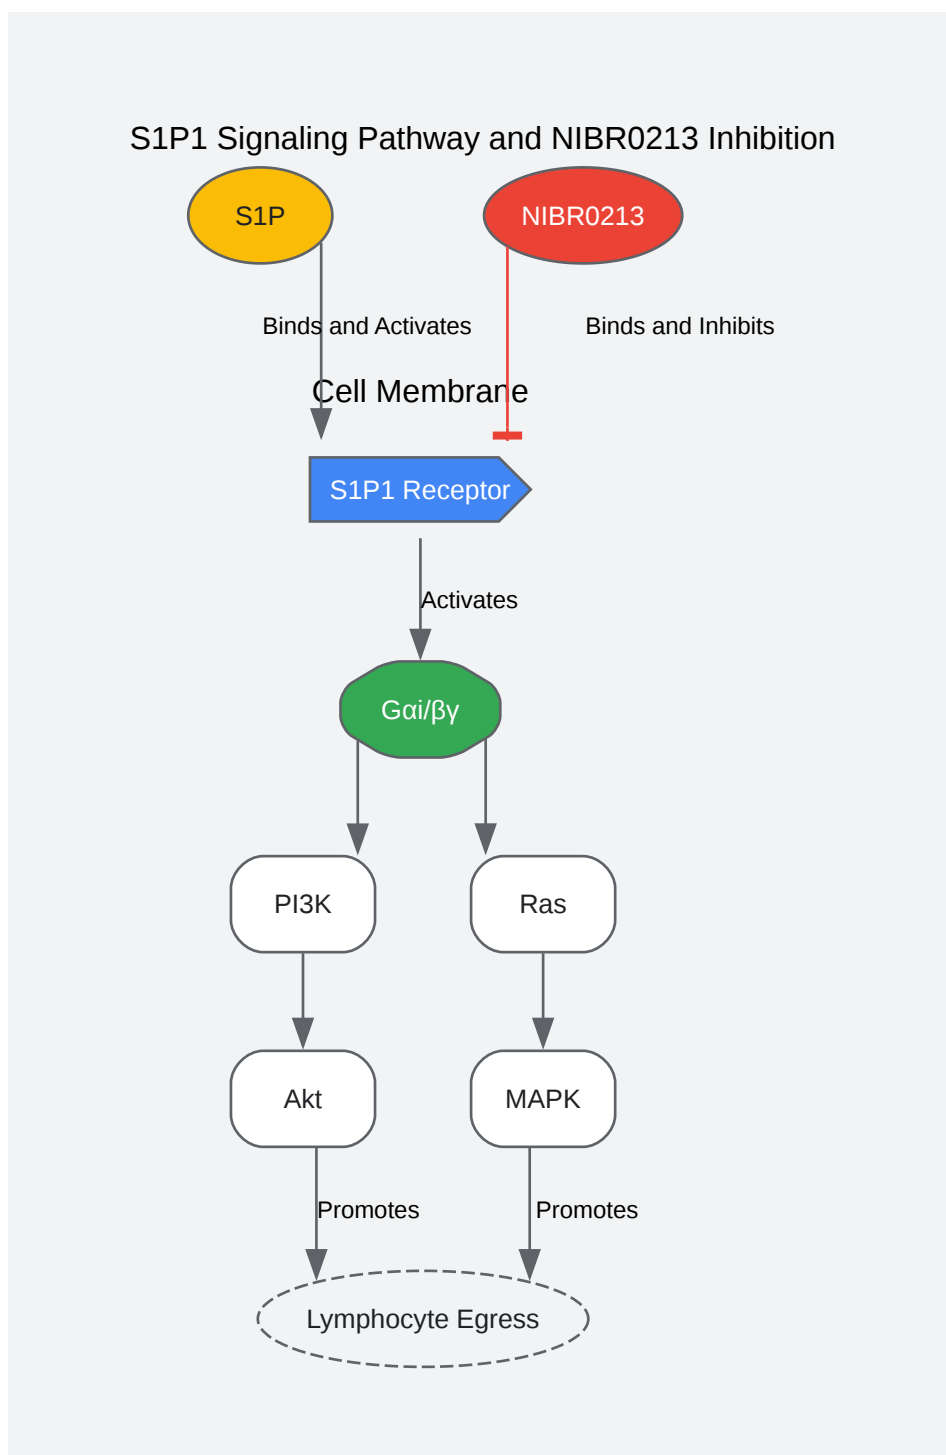 S1P1 Signaling Pathway and NIBR0213 Inhibition
S1P
NIBR0213
Binds and Activates
Binds and Inhibits
Cell Membrane
S1P1 Receptor
Activates
Gαi/βγ
PI3K
Ras
Akt
MAPK
Promotes
Promotes
Lymphocyte Egress